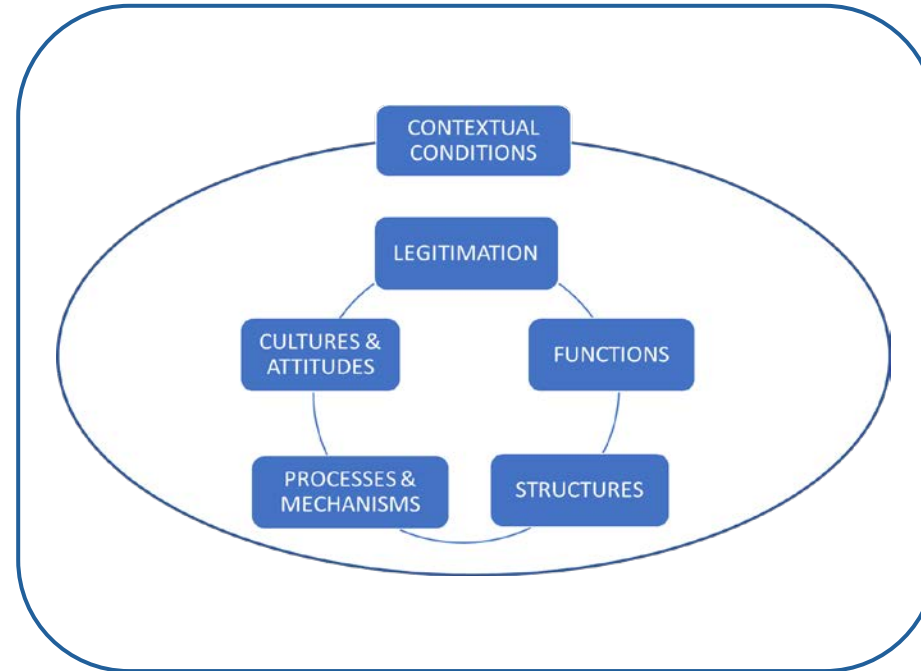 CONTEXTUAL
CONDITIONS
LEGITIMATION
CULTURES &
ATTITUDES
FUNCTIONS
PROCESSES &
MECHANISMS
STRUCTURES